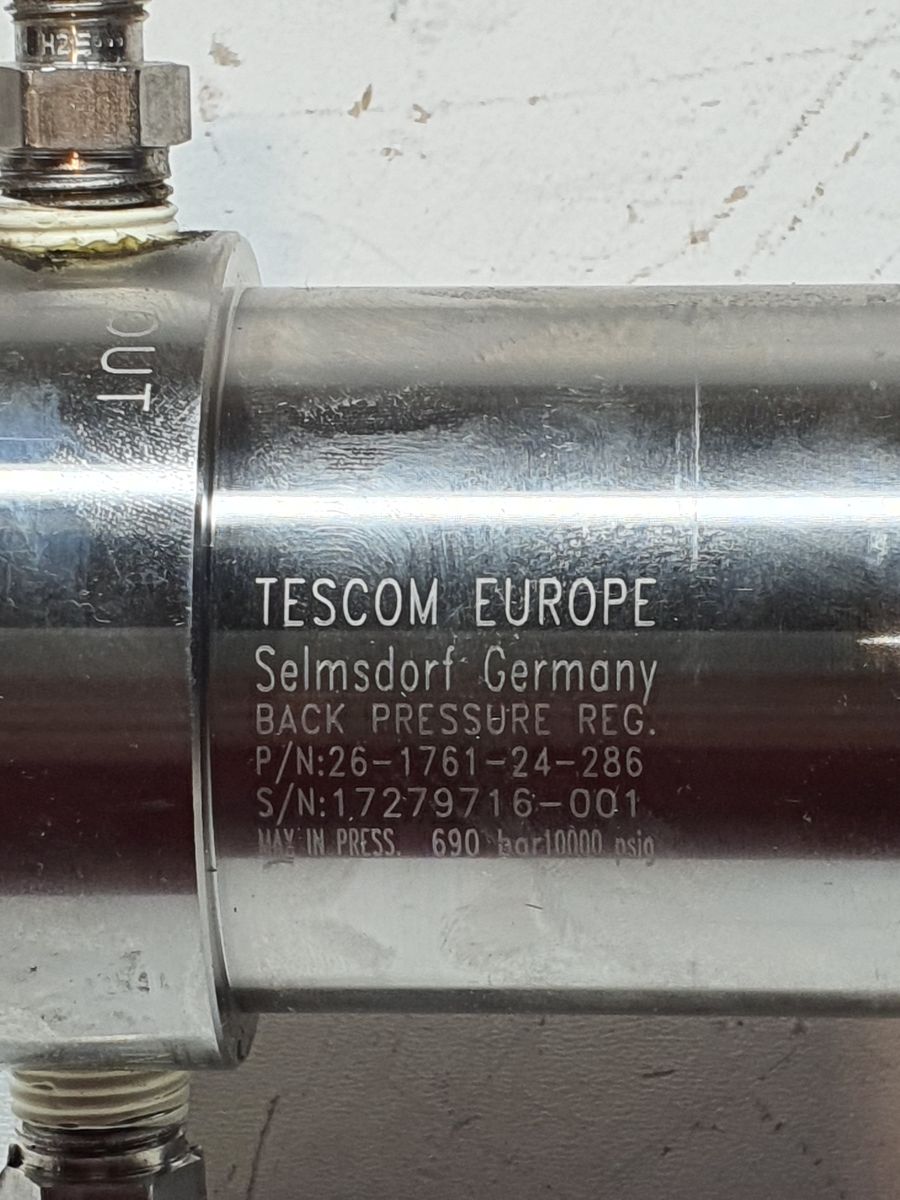 OUT
TESCOM EUROPE
Selmsdorf Germany
BACK PRESSURE REG.
P/N:26-1761-24-286
S/N:17279716-001
MAX IN PRESS. 690 bar10000 psig